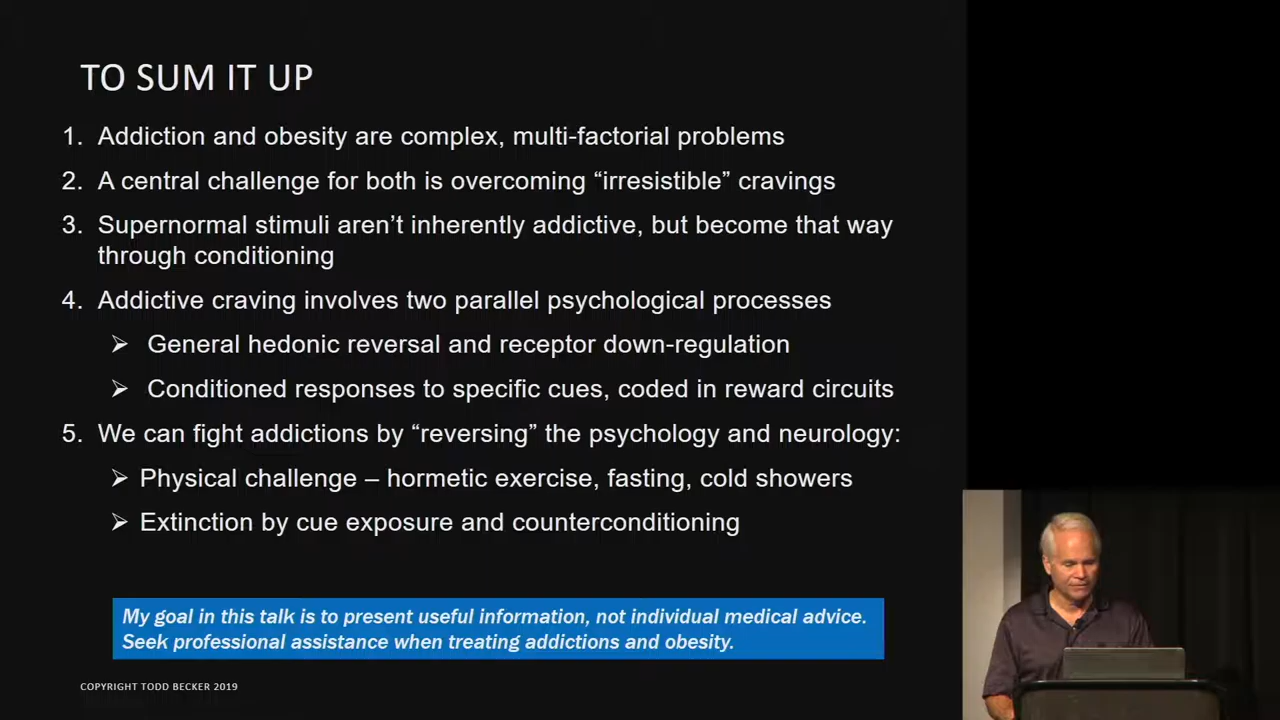 TO SUM IT UP
1. Addiction and obesity are complex, multi-factorial problems
2. A central challenge for both is overcoming “irresistible” cravings
3. Supernormal stimuli aren’t inherently addictive, but become that way
through conditioning
4. Addictive craving involves two parallel psychological processes
➢ General hedonic reversal and receptor down-regulation
➢ Conditioned responses to specific cues, coded in reward circuits
5. We can fight addictions by “reversing” the psychology and neurology:
➢ Physical challenge – hormetic exercise, fasting, cold showers
➢ Extinction by cue exposure and counterconditioning
My goal in this talk is to present useful information, not individual medical advice.
Seek professional assistance when treating addictions and obesity.
COPYRIGHT TODD BECKER 2019